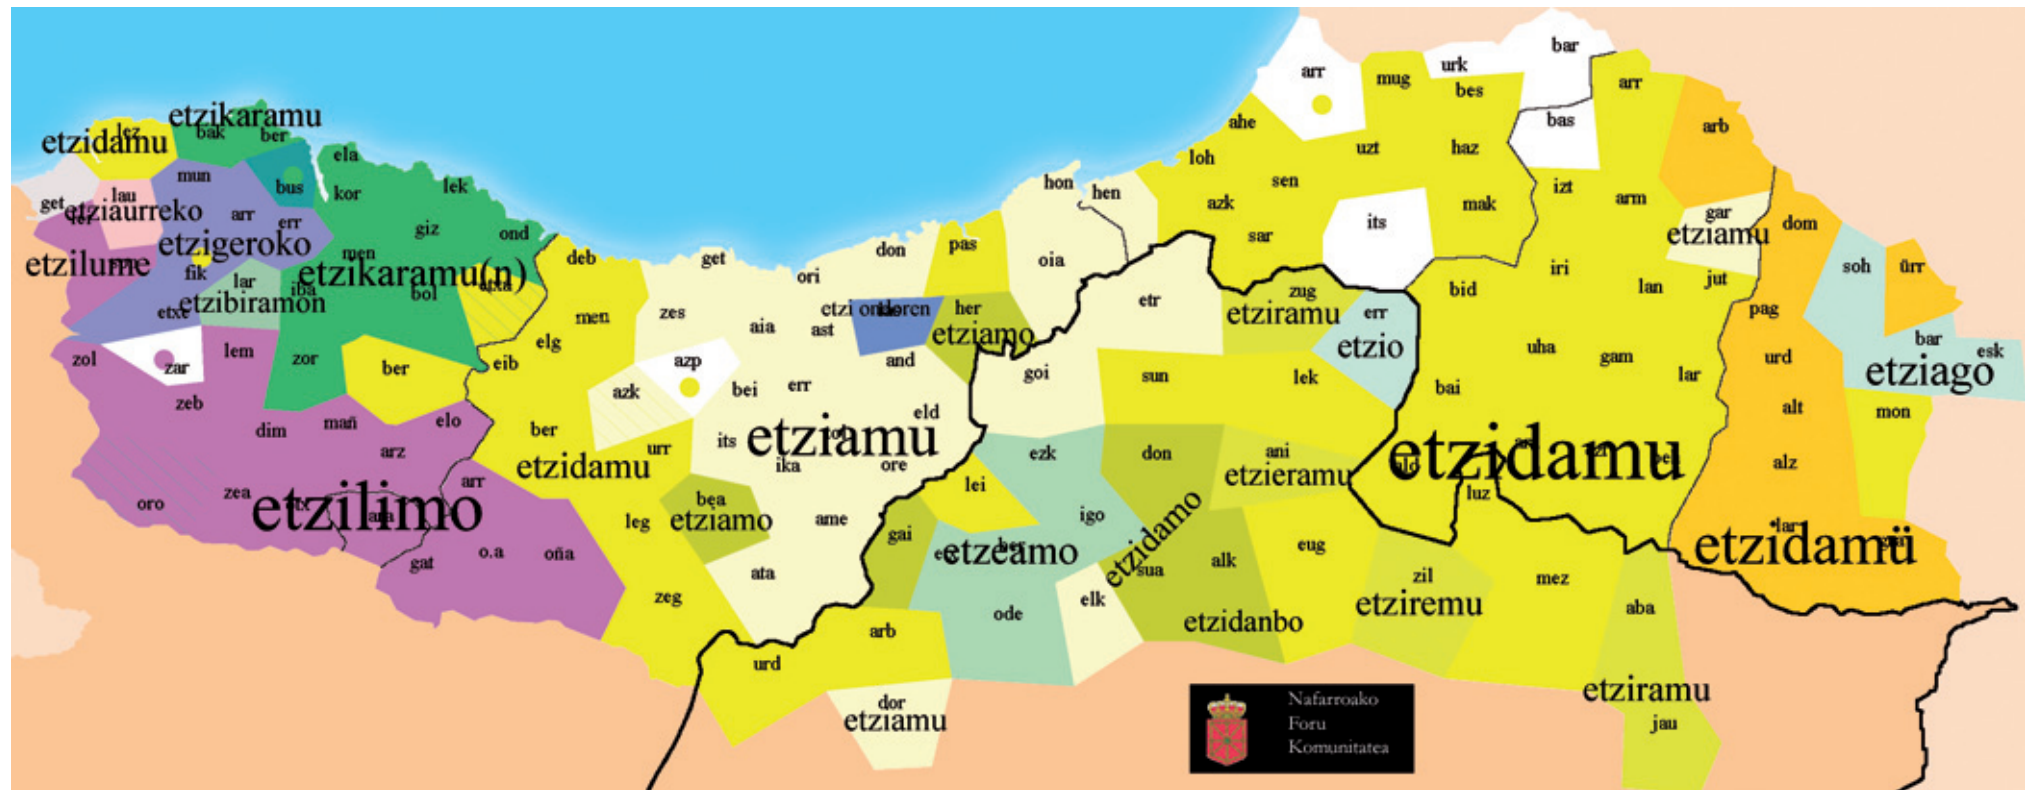 bar
arr
urk
mug
bes
arr
etzikaramu
bak
ber
etzidamu
lez
ahe
bas
arb
uzt
haz
ela
loh
mun
bus
kor
lek
sen
hon
hen
izt
arm
lau
get
etziaurreko
arr
err
azk
mak
gar
etziamu
dom
its
giz
ond
sar
etzigeroko
pas
don
men
etzilume
fik
etzikaramu(n)
deb
get
ori
oia
iri
soh
ürr
lar
iba
bol
etxa
lan
jut
bid
zug
etr
etzibiramon
etxe
men
zes
aia
ast
her
etziamo
etziramu
err
etzio
pag
bar
esk
etziago
elg
zol
zar
lem
zor
ber
eib
azp
and
goi
sun
lek
uha
gam
urd
lar
bai
zeb
azk
bei
err
mon
alt
dim
mañ
elo
ber
eld
its
etziamu
etzidamu
arz
urr
etzidamu
ika
ore
ezk
don
ani
etzieramu
alz
arr
lei
luz
oro
zea
etzilimo
bea
etziamo
leg
ame
igo
etzidamo
lar
etzidamü
gai
etzeamo
eug
gat
o.a
oña
ata
sua
alk
zil
etziremu
mez
zeg
elk
ode
etzidanbo
aba
arb
urd
etziramu
jau
dor
etziamu
Nafarroako
Foru
Komunitatea